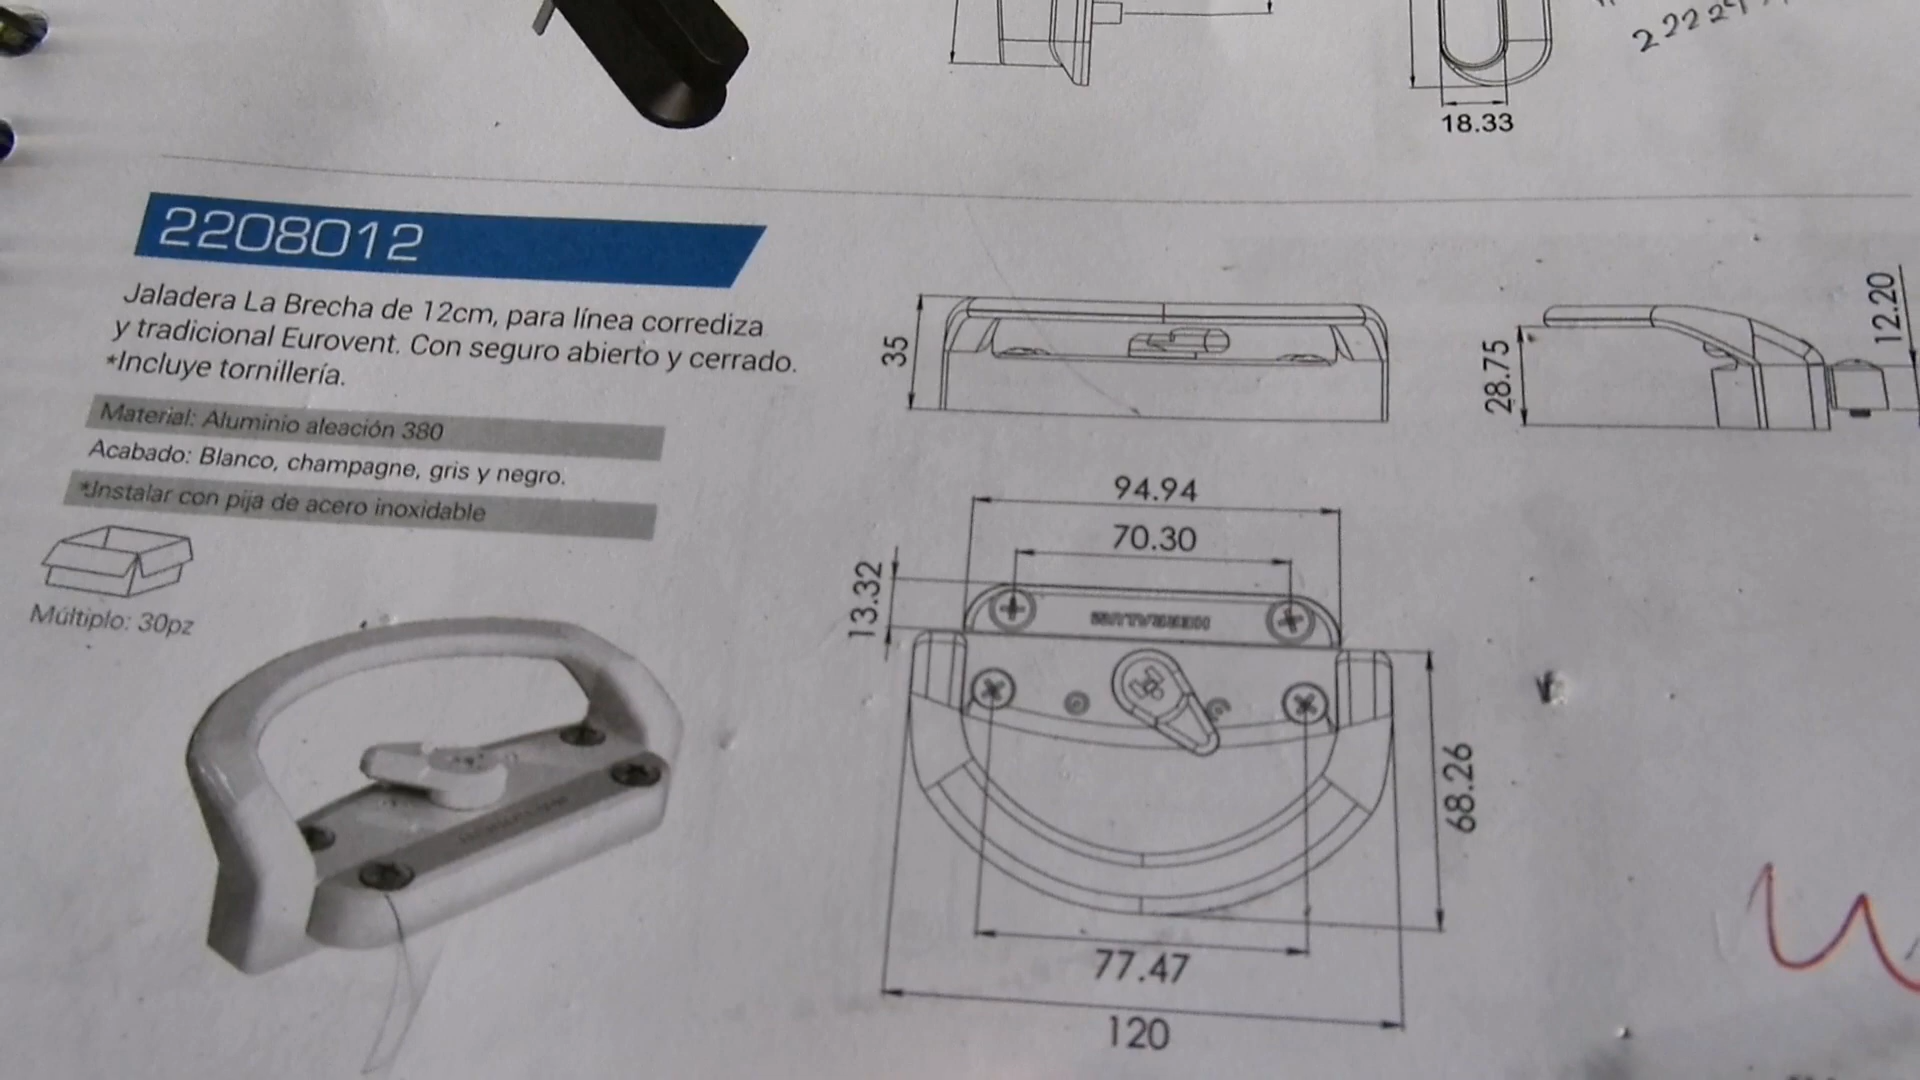 18.33
2208012
Jaladera La Brecha de 12cm, para línea corrediza
y tradicional Eurovent. Con seguro abierto y cerrado.
*Incluye tornillería.
Material: Aluminio aleación 380
Acabado: Blanco, champagne, gris y negro.
*Instalar con pija de acero inoxidable
Múltiplo: 30pz
35
28.75
12.20
94.94
70.30
13.32
HERRALUM
68.26
77.47
120